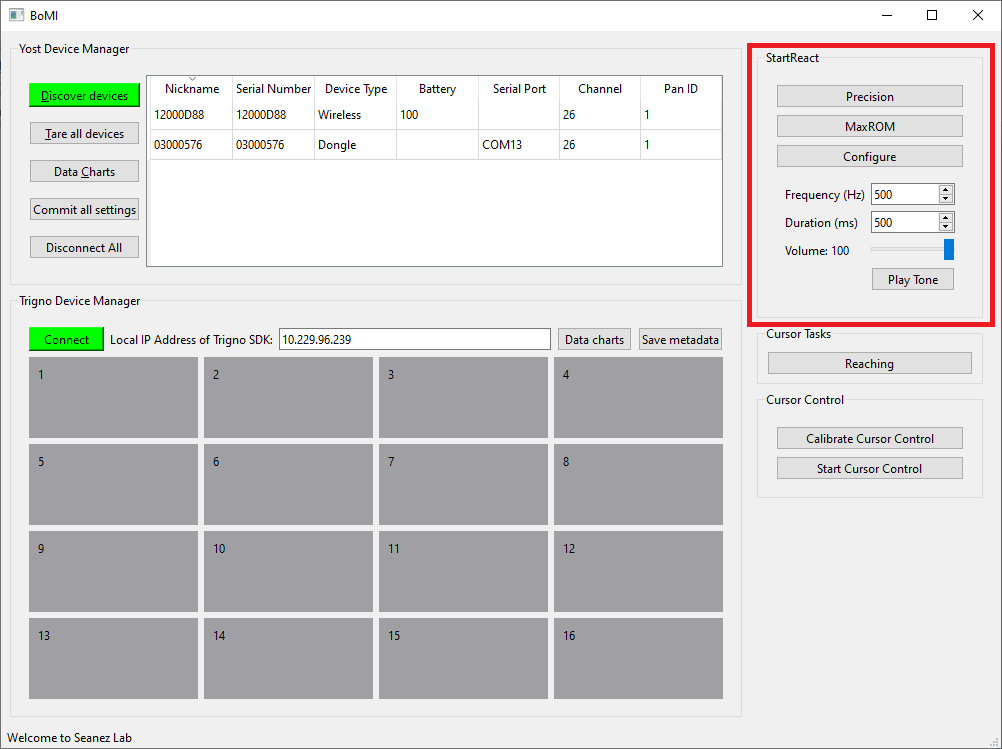 BoMI
Yost Device Manager
Discover devices
Tare all devices
Data Charts
Commit all settings
Disconnect All
Nickname Serial Number Device Type Battery Serial Port Channel Pan ID
12000D88 12000D88 Wireless 100 26 1
03000576 03000576 Dongle COM13 26 1
StartReact
Precision
MaxROM
Configure
Frequency (Hz) 500
Duration (ms) 500
Volume: 100
Play Tone
Trigno Device Manager
Connect Local IP Address of Trigno SDK: 10.229.96.239 Data charts Save metadata
1 2 3 4
5 6 7 8
9 10 11 12
13 14 15 16
Cursor Tasks
Reaching
Cursor Control
Calibrate Cursor Control
Start Cursor Control
Welcome to Seanez Lab